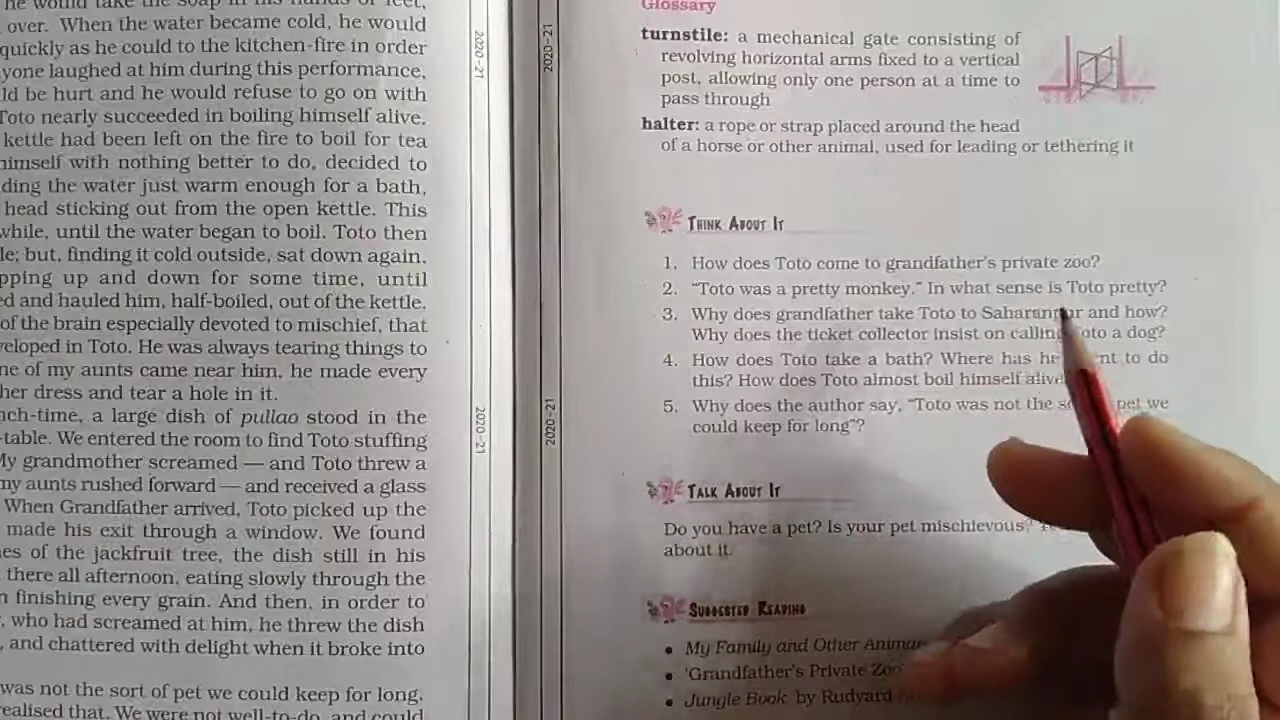 he would take the soap in his hands or feet,
over. When the water became cold, he would
quickly as he could to the kitchen-fire in order
yone laughed at him during this performance,
ld be hurt and he would refuse to go on with
Toto nearly succeeded in boiling himself alive.
kettle had been left on the fire to boil for tea
himself with nothing better to do, decided to
ding the water just warm enough for a bath,
head sticking out from the open kettle. This
while, until the water began to boil. Toto then
le; but, finding it cold outside, sat down again.
pping up and down for some time, until
ed and hauled him, half-boiled, out of the kettle.
of the brain especially devoted to mischief, that
veloped in Toto. He was always tearing things to
ne of my aunts came near him, he made every
her dress and tear a hole in it.
nch-time, a large dish of pullao stood in the
-table. We entered the room to find Toto stuffing
My grandmother screamed — and Toto threw a
my aunts rushed forward — and received a glass
When Grandfather arrived, Toto picked up the
made his exit through a window. We found
es of the jackfruit tree, the dish still in his
there all afternoon, eating slowly through the
n finishing every grain. And then, in order to
, who had screamed at him, he threw the dish
, and chattered with delight when it broke into
was not the sort of pet we could keep for long.
realised that. We were not well-to-do, and could
2020-21
2020-21
2020-21
2020-21
Glossary
turnstile: a mechanical gate consisting of
revolving horizontal arms fixed to a vertical
post, allowing only one person at a time to
pass through
halter: a rope or strap placed around the head
of a horse or other animal, used for leading or tethering it
Think About It
1. How does Toto come to grandfather's private zoo?
2. "Toto was a pretty monkey." In what sense is Toto pretty?
3. Why does grandfather take Toto to Saharanpur and how?
Why does the ticket collector insist on calling Toto a dog?
4. How does Toto take a bath? Where has he nt to do
this? How does Toto almost boil himself alive
5. Why does the author say, "Toto was not the pet we
could keep for long"?
Talk About It
Do you have a pet? Is your pet mischievous?
about it.
Suggested Reading
• My Family and Other Anima
• 'Grandfather's Private Zoo
• Jungle Book by Rudyard